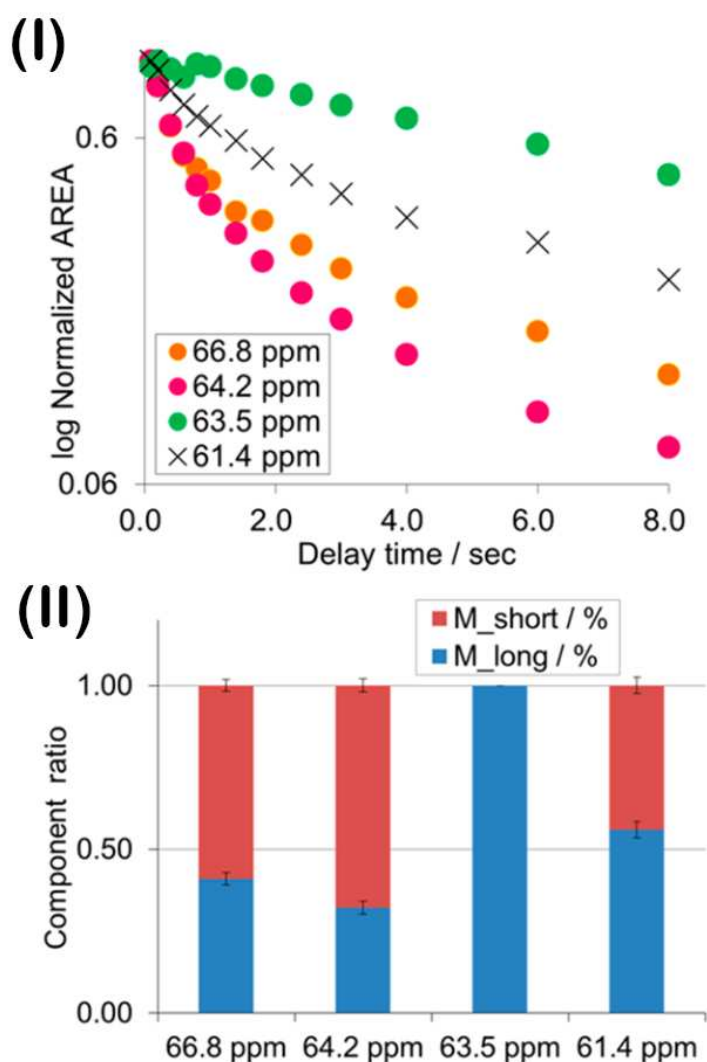 (I)
log Normalized AREA
0.6
0.06
66.8 ppm
64.2 ppm
63.5 ppm
61.4 ppm
0.0 2.0 4.0 6.0 8.0
Delay time / sec
(II)
M_short / %
M_long / %
Component ratio
1.00
0.50
0.00
66.8 ppm 64.2 ppm 63.5 ppm 61.4 ppm